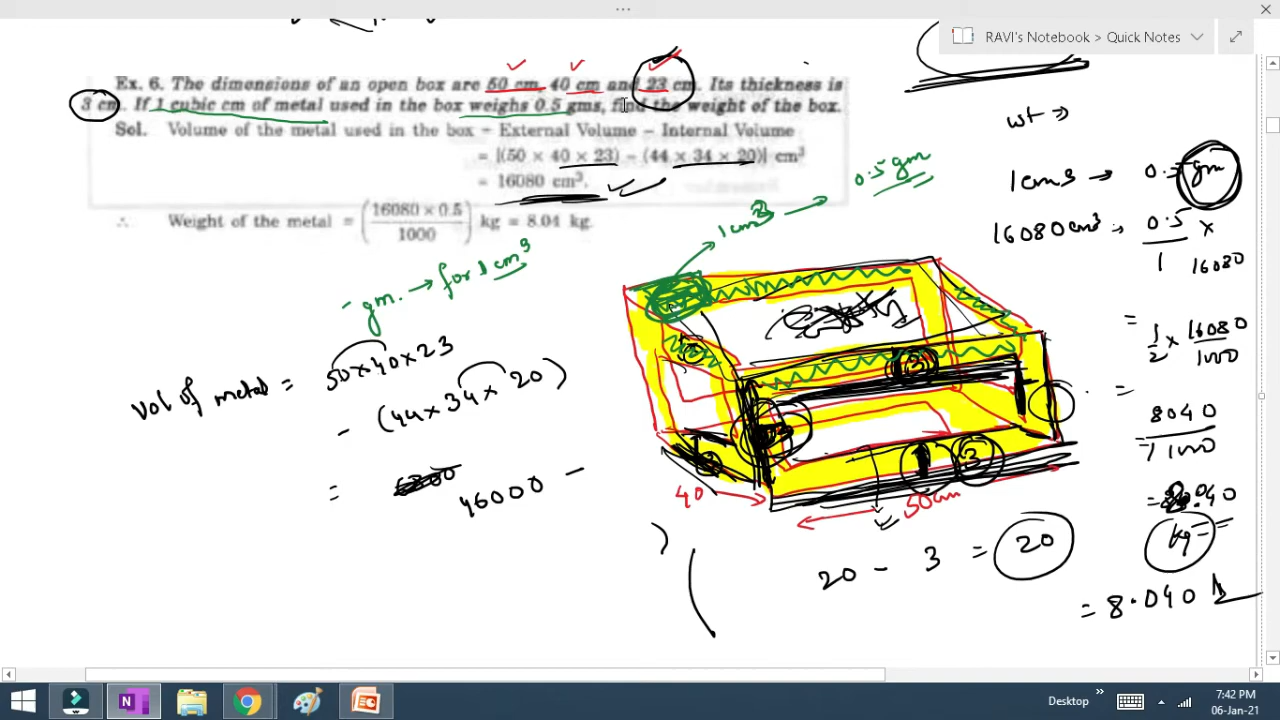 RAVI's Notebook > Quick Notes
Ex. 6. The dimensions of an open box are 50 cm, 40 cm and 23 cm. Its thickness is
3 cm. If 1 cubic cm of metal used in the box weighs 0.5 gms, find the weight of the box.
Sol. Volume of the metal used in the box = External Volume – Internal Volume
= [(50 × 40 × 23) – (44 × 34 × 20)] cm³
= 16080 cm³.
∴ Weight of the metal = (16080 × 0.5 / 1000) kg = 8.04 kg.
wt ⇒
1cm³ → 0.5 gm
16080cm³ → 0.5 / 1 × 16080
= 1/2 × 16080 / 1000
= 8040 / 1000
kg
= 8.040 k
1cm³ → 0.5 gm
- gm. → for 1 cm³
Vol of metal = 50×40×23
- (44×34×20)
= 46000 -
3
3
3
40
50cm
20 - 3 = 20
Desktop
7:42 PM
06-Jan-21